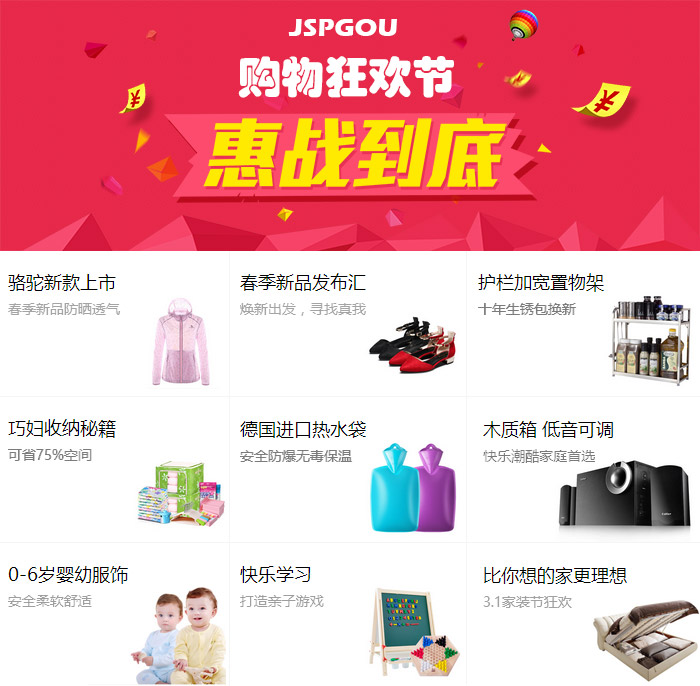 JSPGOU
购物狂欢节
惠战到底
¥
¥
骆驼新款上市
春季新品防晒透气
春季新品发布汇
焕新出发，寻找真我
护栏加宽置物架
十年生锈包换新
巧妇收纳秘籍
可省75%空间
德国进口热水袋
安全防爆无毒保温
木质箱 低音可调
快乐潮酷家庭首选
0-6岁婴幼服饰
安全柔软舒适
快乐学习
打造亲子游戏
比你想的家更理想
3.1家装节狂欢